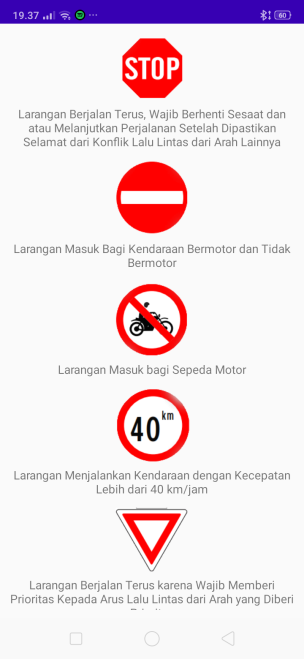 19.37
60
STOP
Larangan Berjalan Terus, Wajib Berhenti Sesaat dan
atau Melanjutkan Perjalanan Setelah Dipastikan
Selamat dari Konflik Lalu Lintas dari Arah Lainnya
Larangan Masuk Bagi Kendaraan Bermotor dan Tidak
Bermotor
Larangan Masuk bagi Sepeda Motor
40 km
Larangan Menjalankan Kendaraan dengan Kecepatan
Lebih dari 40 km/jam
Larangan Berjalan Terus karena Wajib Memberi
Prioritas Kepada Arus Lalu Lintas dari Arah yang Diberi